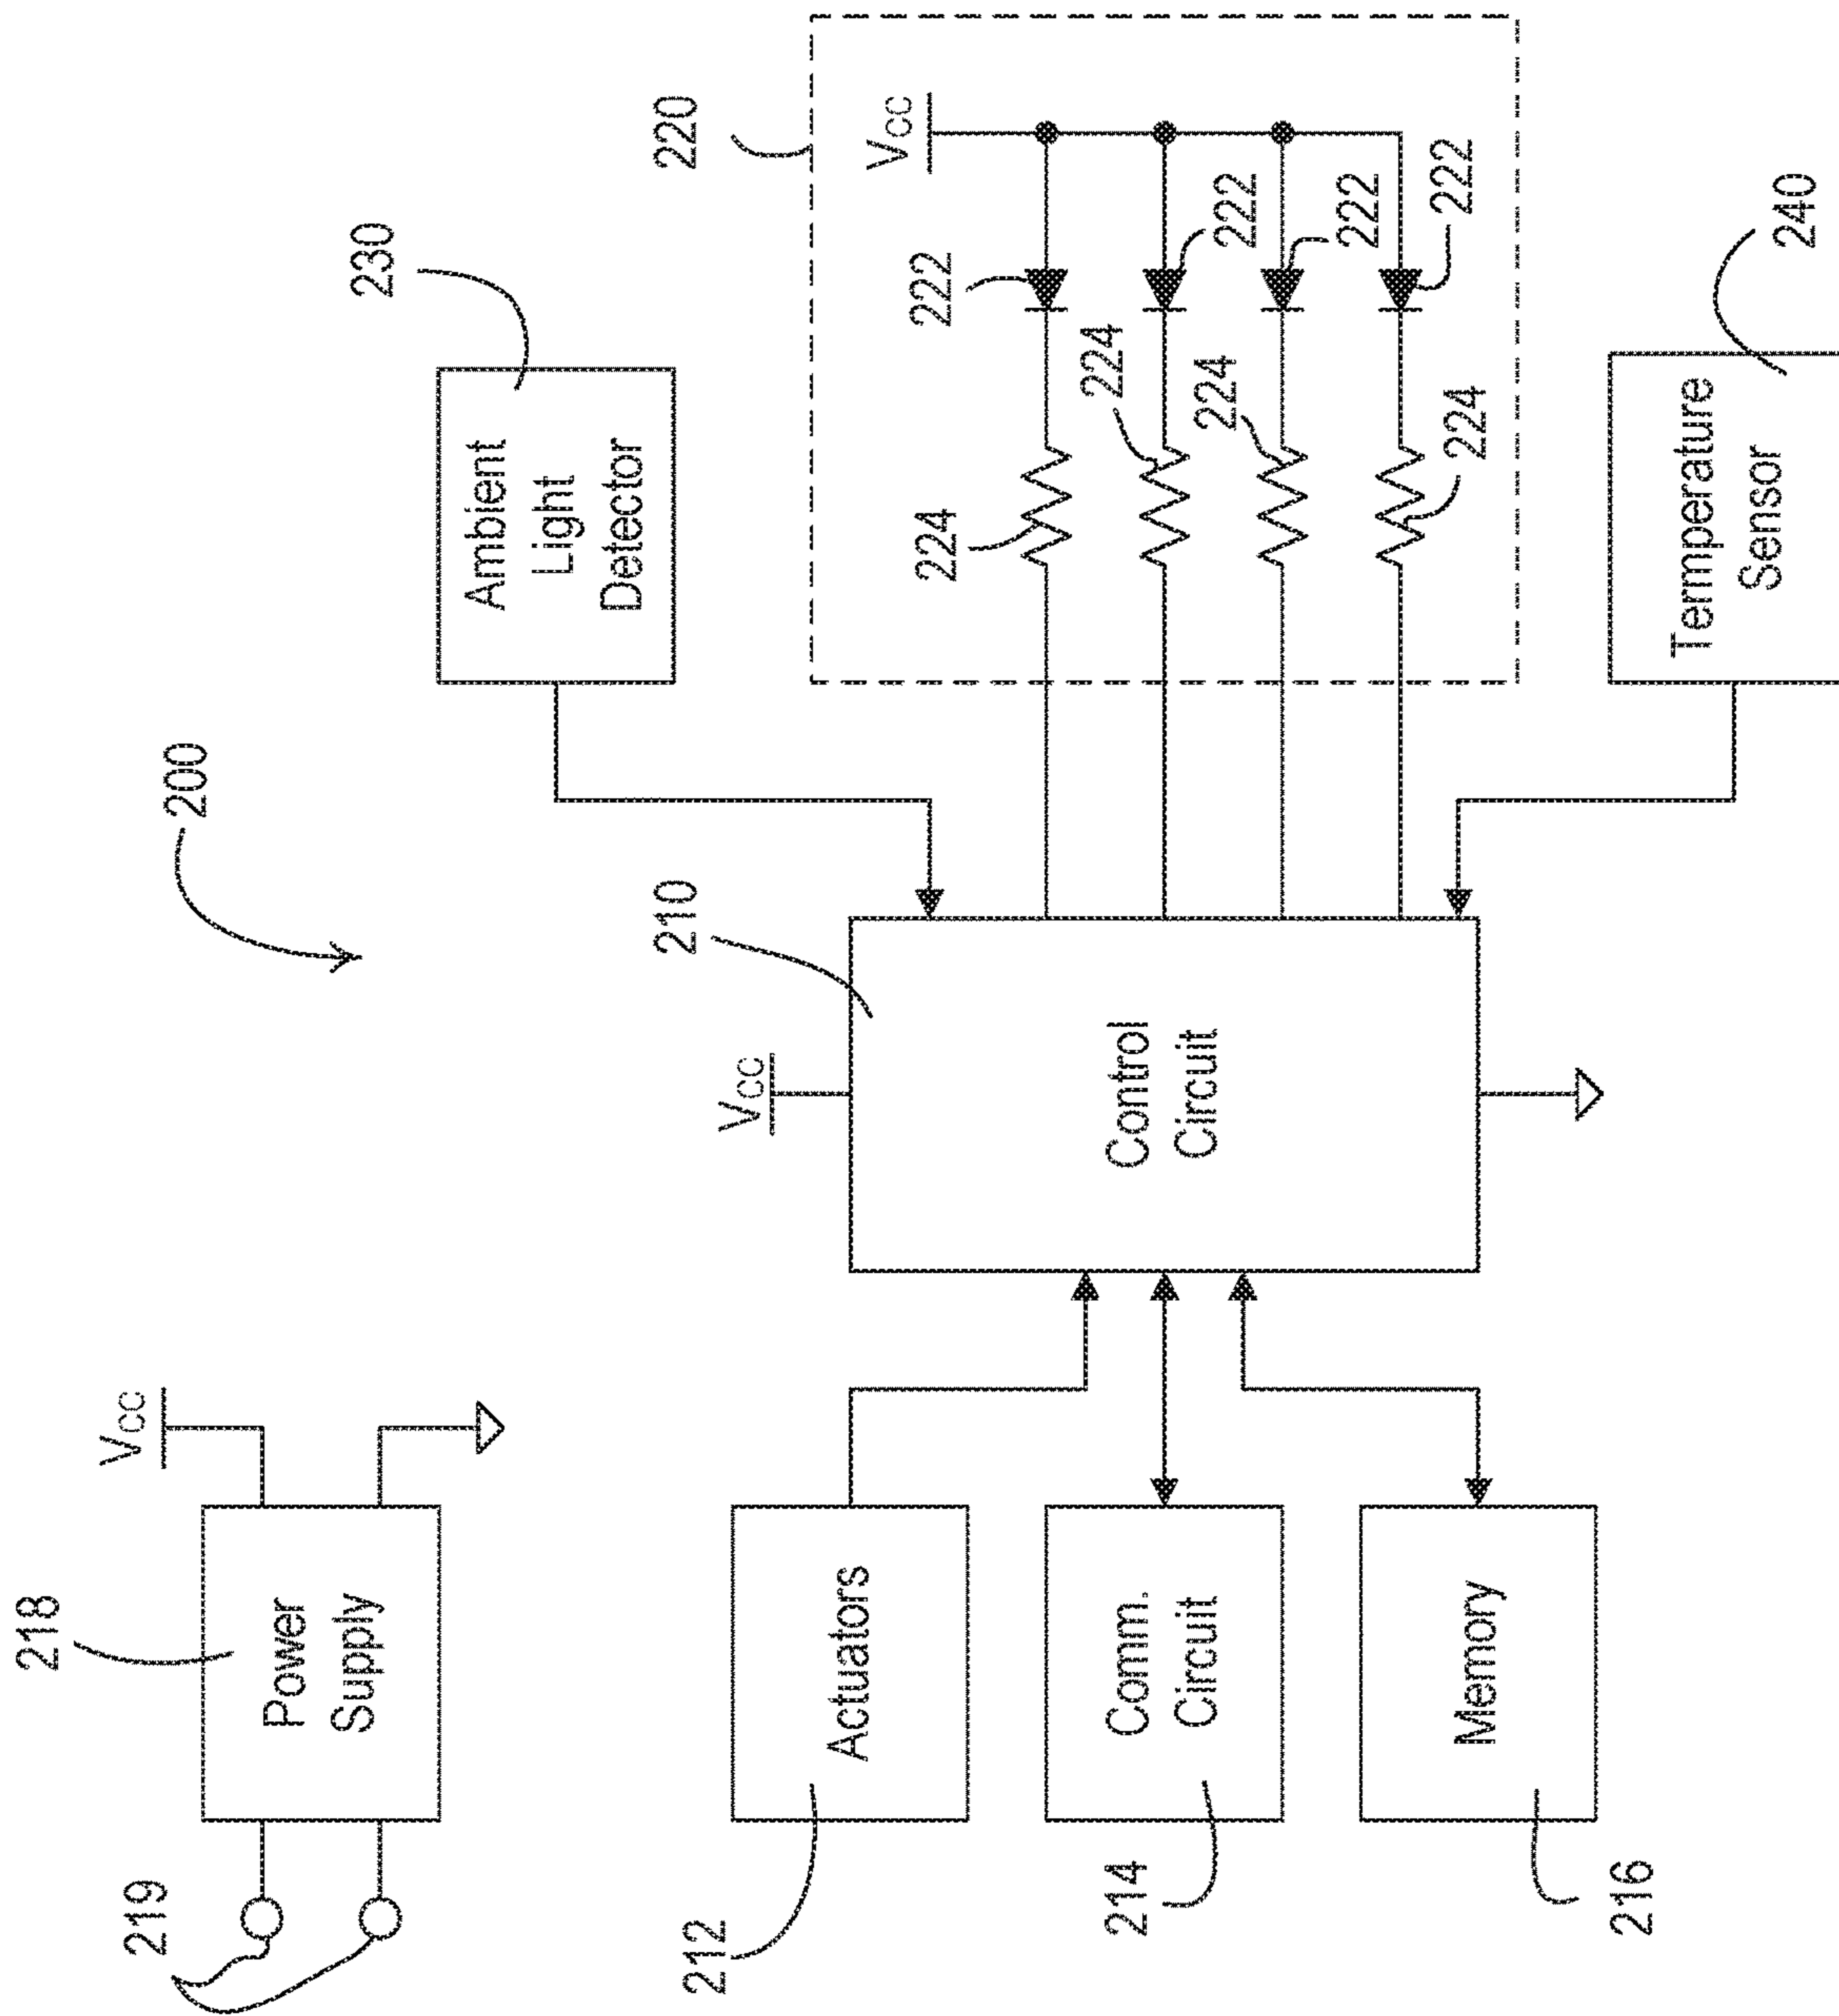 200
218
Power
Supply
VCC
219
230
Ambient
Light
Detector
212
Actuators
VCC
210
220
VCC
222
224
214
Comm.
Circuit
Control
Circuit
224
222
224
222
216
Memory
224
222
Temperature
Sensor
240